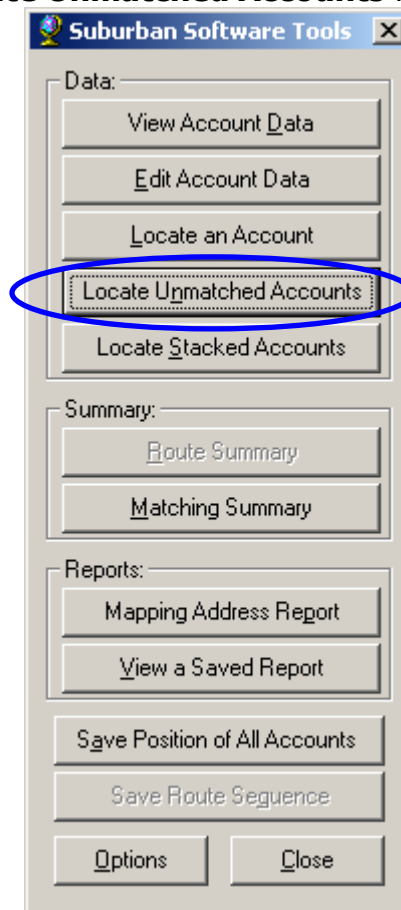 Unmatched Accounts
Suburban Software Tools
Data:
View Account Data
Edit Account Data
Locate an Account
Locate Unmatched Accounts
Locate Stacked Accounts
Summary:
Route Summary
Matching Summary
Reports:
Mapping Address Report
View a Saved Report
Save Position of All Accounts
Save Route Sequence
Options
Close